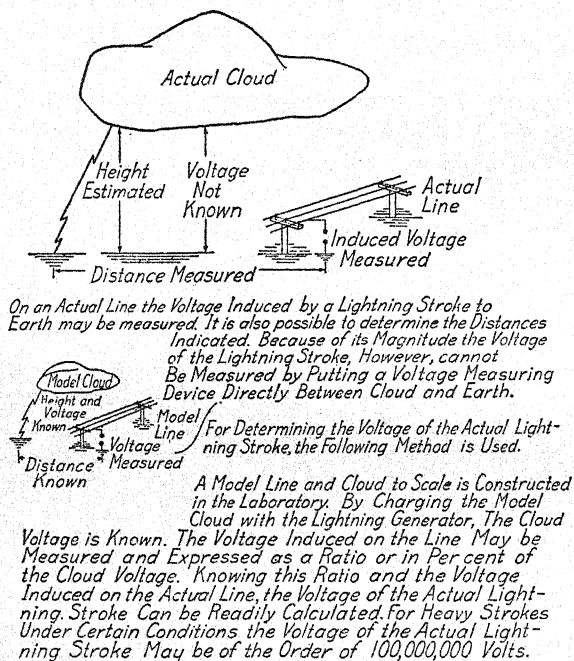 Actual Cloud
Height
Estimated
Voltage
Not
Known
Actual
Line
Induced Voltage
Measured
Distance Measured
On an Actual Line the Voltage Induced by a Lightning Stroke to
Earth may be measured. It is also possible to determine the Distances
Indicated. Because of its Magnitude the Voltage
of the Lightning Stroke, However, cannot
Be Measured by Putting a Voltage Measuring
Device Directly Between Cloud and Earth.
Model Cloud
Height and
Voltage
Known
Model
Line
Voltage
Measured
Distance
Known
For Determining the Voltage of the Actual Light-
ning Stroke, the Following Method is Used.
A Model Line and Cloud to Scale is Constructed
in the Laboratory. By Charging the Model
Cloud with the Lightning Generator, The Cloud
Voltage is Known. The Voltage Induced on the Line May be
Measured and Expressed as a Ratio or in Per cent of
the Cloud Voltage. Knowing this Ratio and the Voltage
Induced on the Actual Line, the Voltage of the Actual Light-
ning. Stroke Can be Readily Calculated. For Heavy Strokes
Under Certain Conditions the Voltage of the Actual Light-
ning Stroke May be of the Order of 100,000,000 Volts.